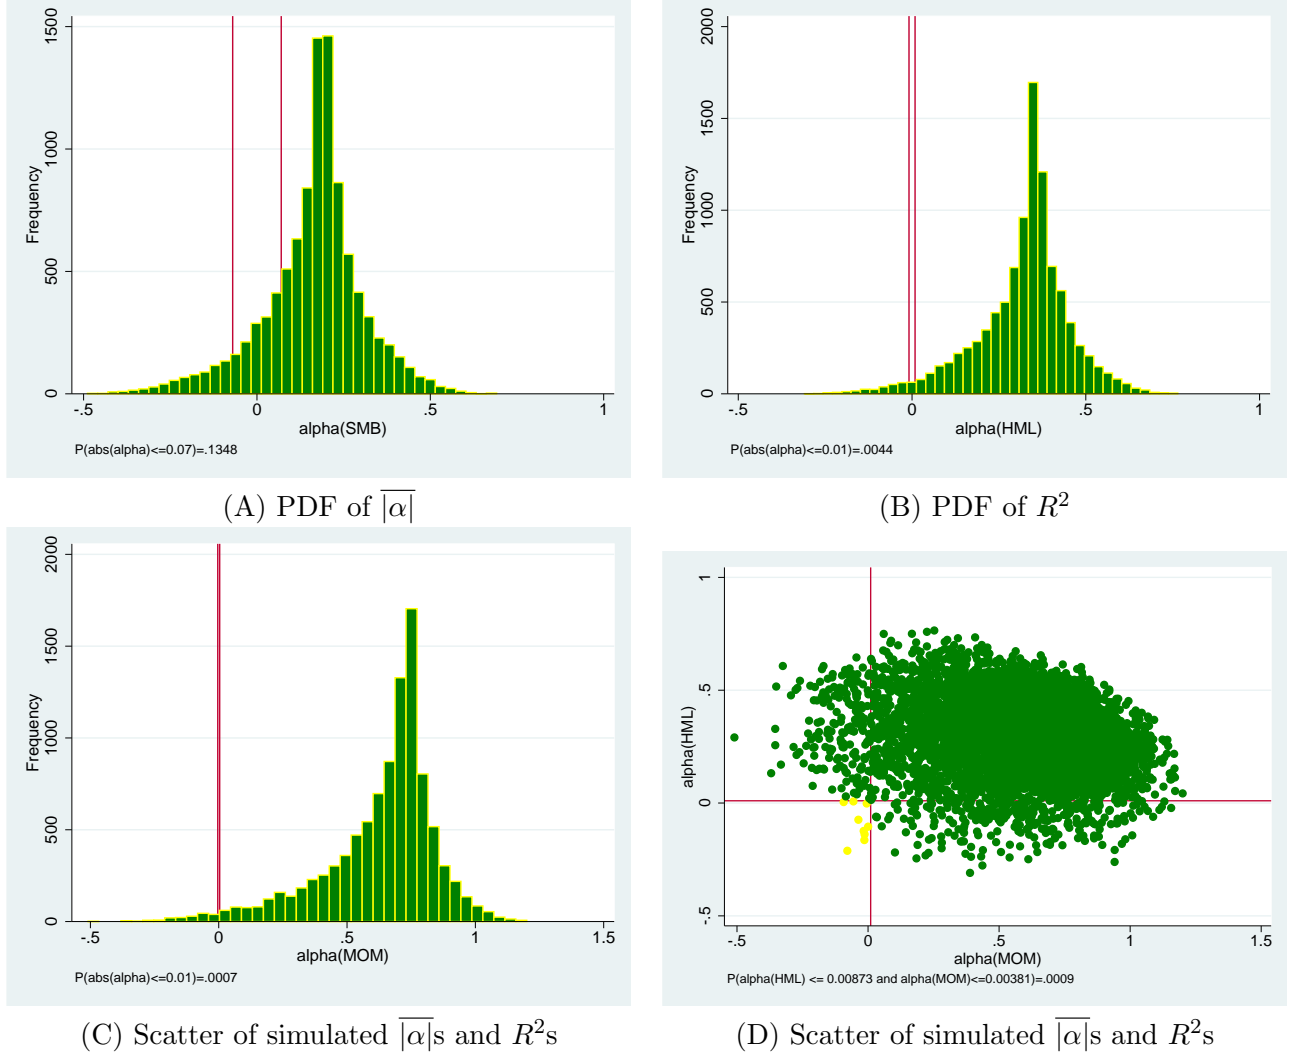 1500
1000
500
0
Frequency
-.5 0 .5 1
alpha(SMB)
P(abs(alpha)<=0.07)=.1348
(A) PDF of |α|
2000
1500
1000
500
0
Frequency
-.5 0 .5 1
alpha(HML)
P(abs(alpha)<=0.01)=.0044
(B) PDF of R²
2000
1500
1000
500
0
Frequency
-.5 0 .5 1 1.5
alpha(MOM)
P(abs(alpha)<=0.01)=.0007
(C) Scatter of simulated |α|s and R²s
1
.5
0
-.5
alpha(HML)
-.5 0 .5 1 1.5
alpha(MOM)
P(alpha(HML) <= 0.00873 and alpha(MOM)<=0.00381)=.0009
(D) Scatter of simulated |α|s and R²s